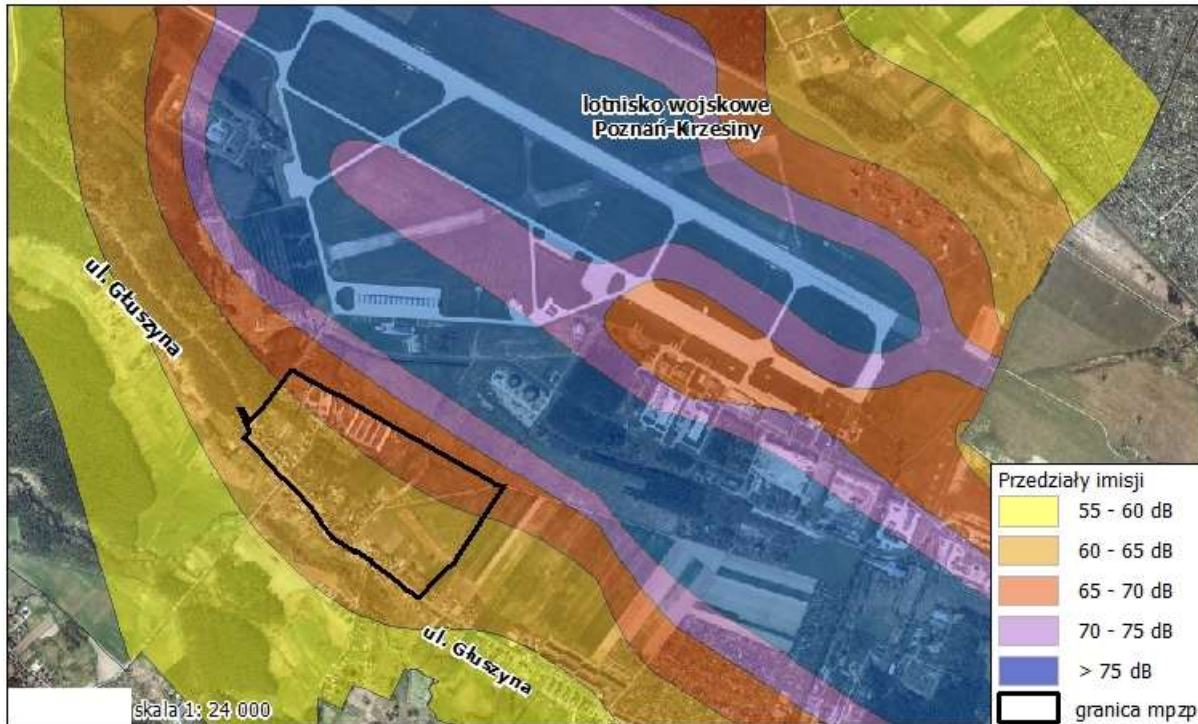 lotnisko wojskowe
Poznań-Krzesiny
ul. Głuszyna
ul. Głuszyna
Przedziały imisji
55 - 60 dB
60 - 65 dB
65 - 70 dB
70 - 75 dB
> 75 dB
granica mpzp
skala 1: 24 000